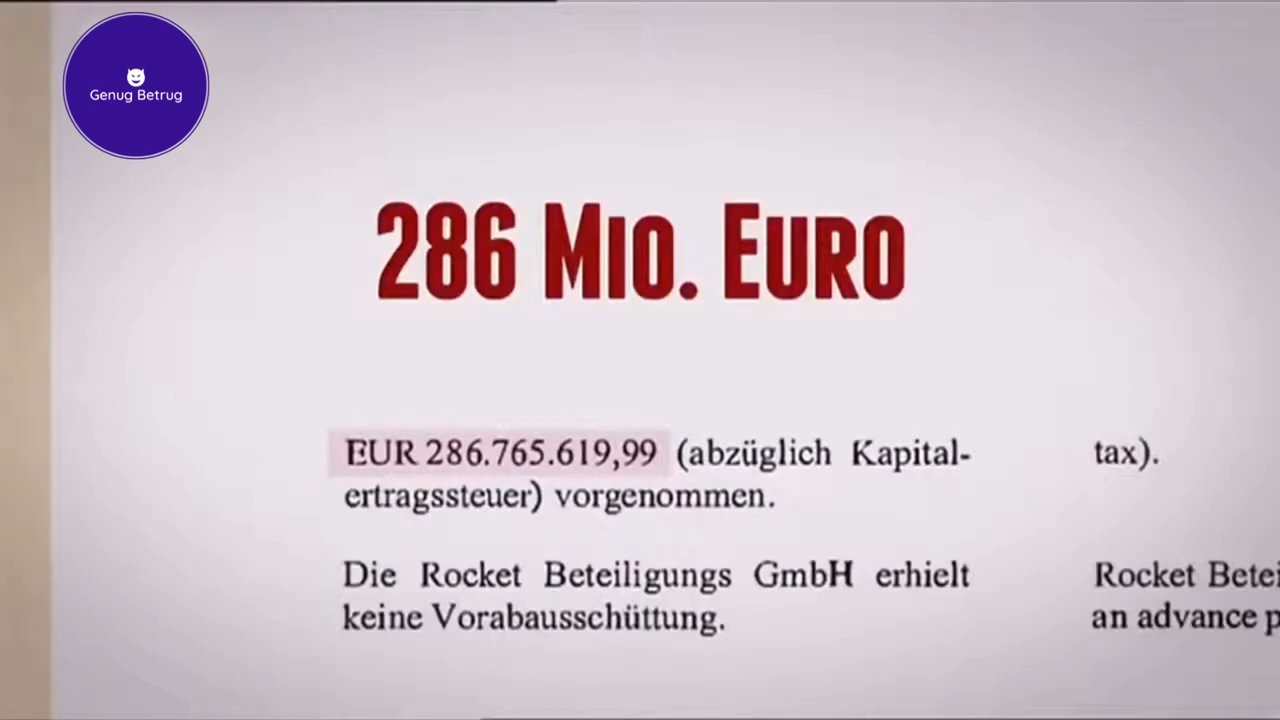 Genug Betrug
286 Mio. Euro
EUR 286.765.619,99 (abzüglich Kapital-
ertragssteuer) vorgenommen.
Die Rocket Beteiligungs GmbH erhielt
keine Vorabausschüttung.
tax).
Rocket Betei
an advance p